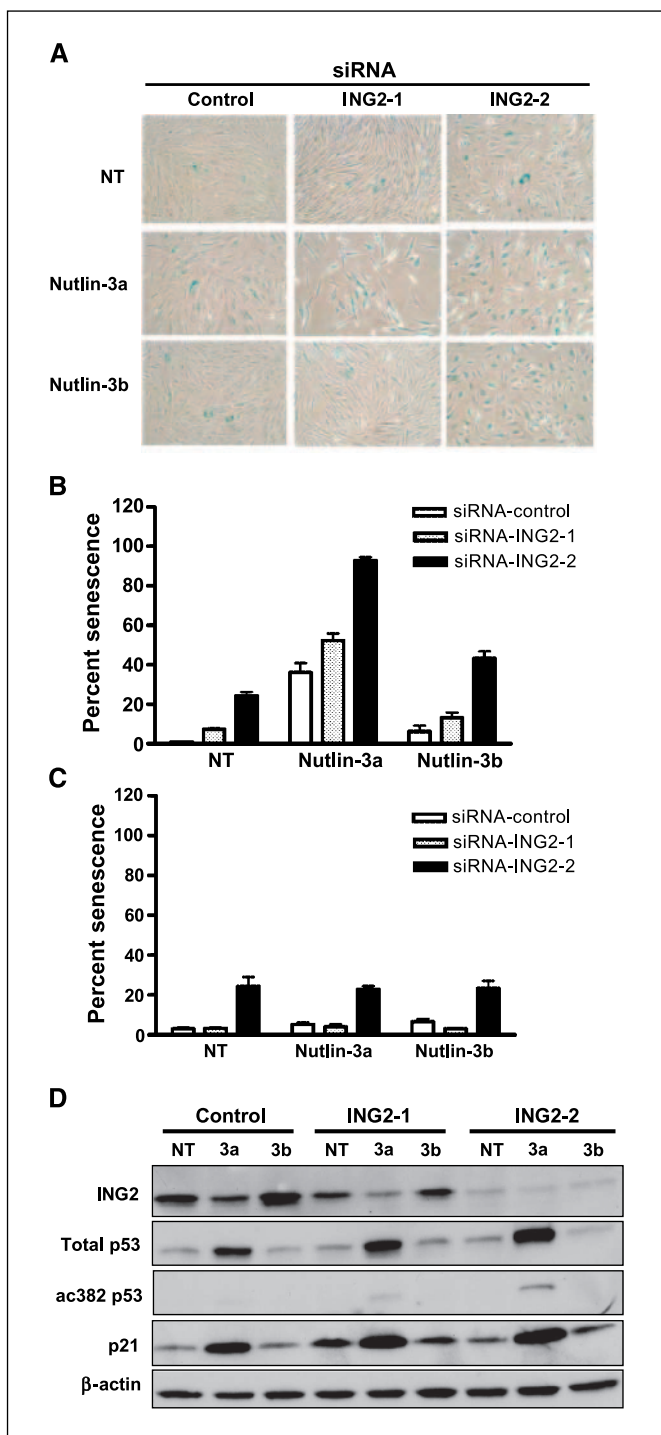 A
siRNA
Control ING2-1 ING2-2
NT
Nutlin-3a
Nutlin-3b
B
120
100
80
60
40
20
0
Percent senescence
siRNA-control
siRNA-ING2-1
siRNA-ING2-2
NT Nutlin-3a Nutlin-3b
C
120
100
80
60
40
20
0
Percent senescence
siRNA-control
siRNA-ING2-1
siRNA-ING2-2
NT Nutlin-3a Nutlin-3b
D
Control ING2-1 ING2-2
NT 3a 3b NT 3a 3b NT 3a 3b
ING2
Total p53
ac382 p53
p21
β-actin